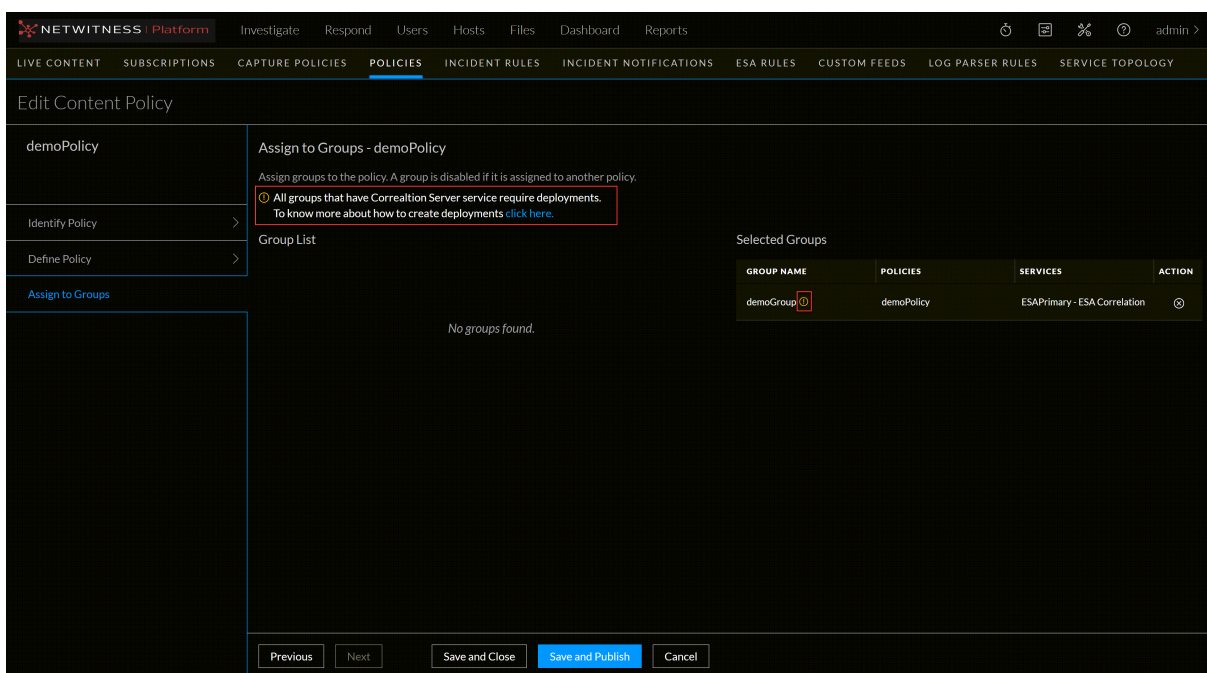 NETWITNESS | Platform Investigate Respond Users Hosts Files Dashboard Reports admin >
LIVE CONTENT SUBSCRIPTIONS CAPTURE POLICIES POLICIES INCIDENT RULES INCIDENT NOTIFICATIONS ESA RULES CUSTOM FEEDS LOG PARSER RULES SERVICE TOPOLOGY
Edit Content Policy
demoPolicy
Identify Policy
Define Policy
Assign to Groups
Assign to Groups - demoPolicy
Assign groups to the policy. A group is disabled if it is assigned to another policy.
All groups that have Correaltion Server service require deployments.
To know more about how to create deployments click here.
Group List
No groups found.
Selected Groups
GROUP NAME POLICIES SERVICES ACTION
demoGroup demoPolicy ESAPrimary - ESA Correlation
Previous Next Save and Close Save and Publish Cancel